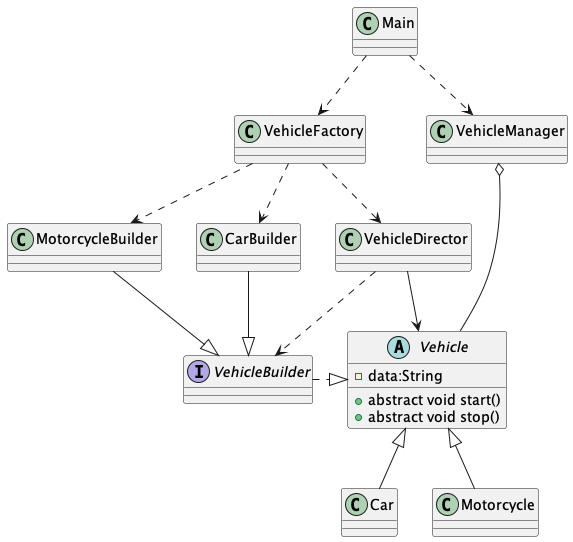 C Main
C VehicleFactory
C VehicleManager
C MotorcycleBuilder
C CarBuilder
C VehicleDirector
I VehicleBuilder
A Vehicle
data:String
abstract void start()
abstract void stop()
C Car
C Motorcycle